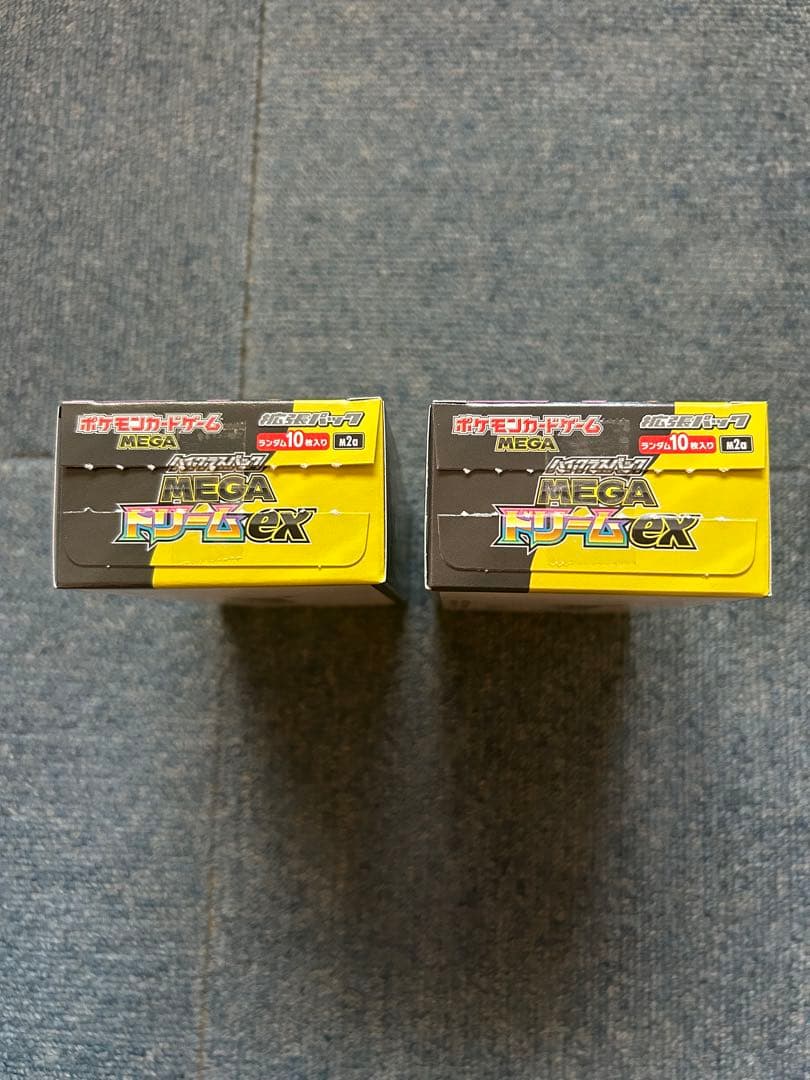 ポケモンカードゲーム
MEGA
拡張パック
ランダム10枚入り
M2a
ハイクラスパック
MEGA
ドリームex
ポケモンカードゲーム
MEGA
拡張パック
ランダム10枚入り
M2a
ハイクラスパック
MEGA
ドリームex